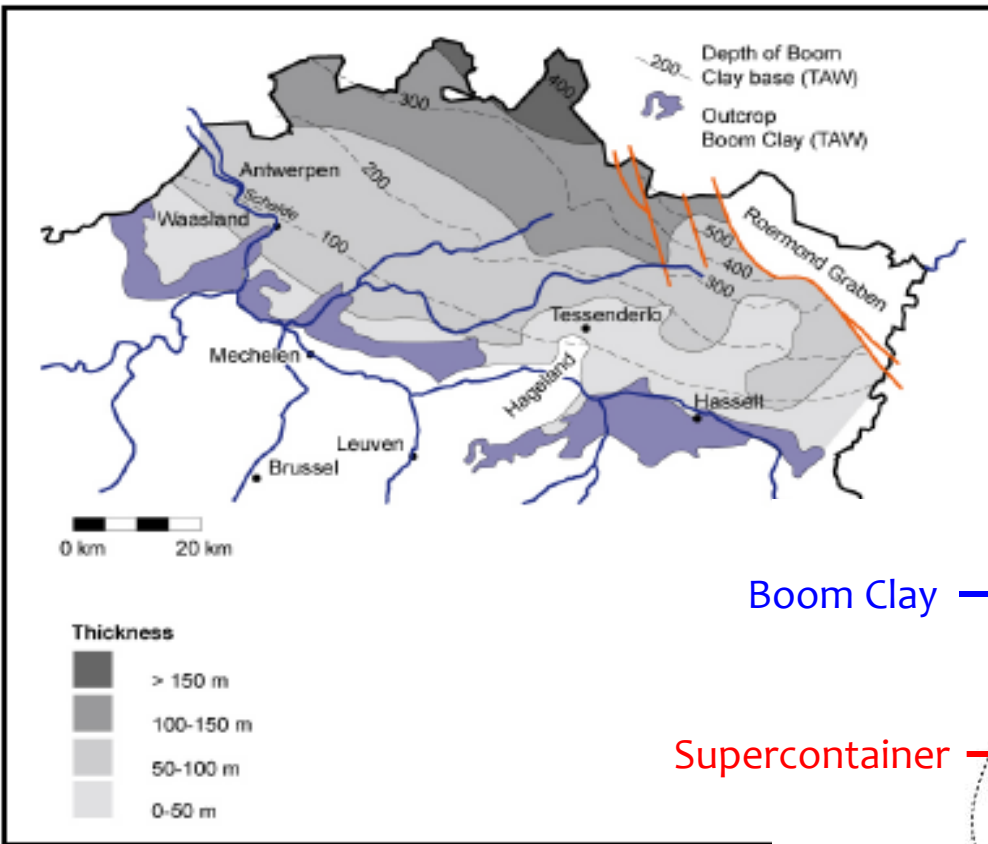 200
Depth of Boom
Clay base (TAW)
Outcrop
Boom Clay (TAW)
400
300
200
100
Antwerpen
Schelde
Waasland
500
400
300
Roermond Graben
Tessenderlo
Mechelen
Hageland
Hasselt
Leuven
Brussel
0 km 20 km
Boom Clay
Supercontainer
Thickness
> 150 m
100-150 m
50-100 m
0-50 m